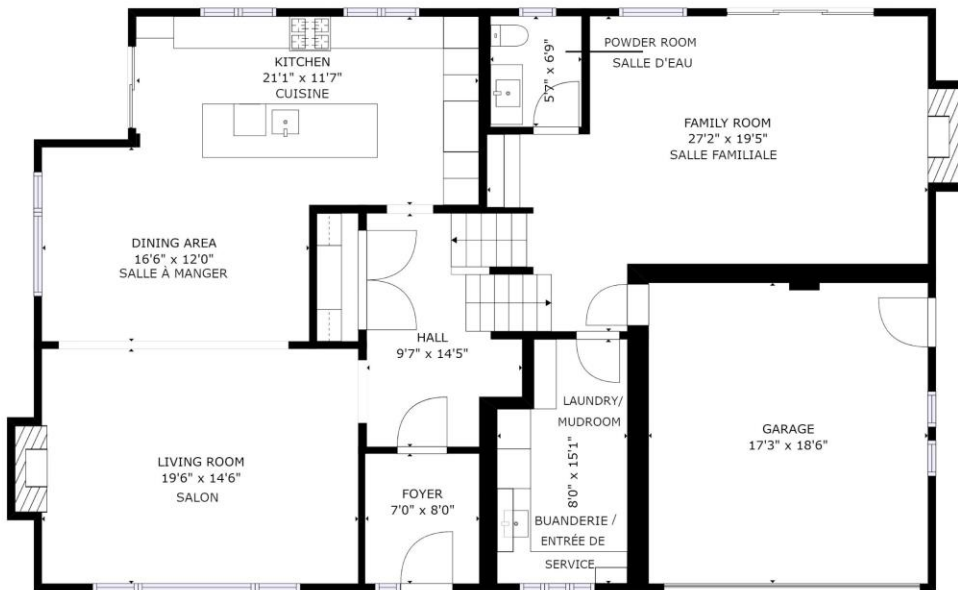 KITCHEN
21'1" x 11'7"
CUISINE
5'7" x 6'9"
POWDER ROOM
SALLE D'EAU
FAMILY ROOM
27'2" x 19'5"
SALLE FAMILIALE
DINING AREA
16'6" x 12'0"
SALLE À MANGER
HALL
9'7" x 14'5"
LIVING ROOM
19'6" x 14'6"
SALON
FOYER
7'0" x 8'0"
LAUNDRY/
MUDROOM
8'0" x 15'1"
BUANDERIE /
ENTRÉE DE
SERVICE
GARAGE
17'3" x 18'6"